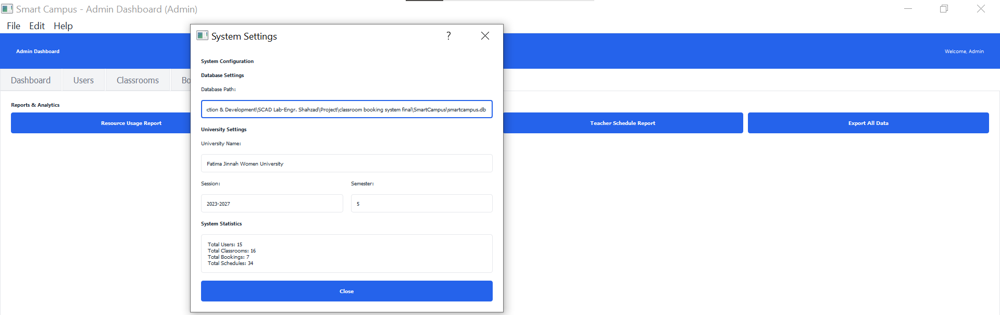 Smart Campus - Admin Dashboard (Admin)
File Edit Help
Admin Dashboard
Welcome, Admin
Dashboard Users Classrooms
Reports & Analytics
Resource Usage Report
Teacher Schedule Report
Export All Data
System Settings
?
System Configuration
Database Settings
Database Path:
& Development\SCAD Lab-Engr. Shahzad\Project\classroom booking system final\SmartCampus\smartcampus.db
University Settings
University Name:
Fatima Jinnah Women University
Session: Semester:
2023-2027 5
System Statistics
Total Users: 15
Total Classrooms: 16
Total Bookings: 7
Total Schedules: 34
Close